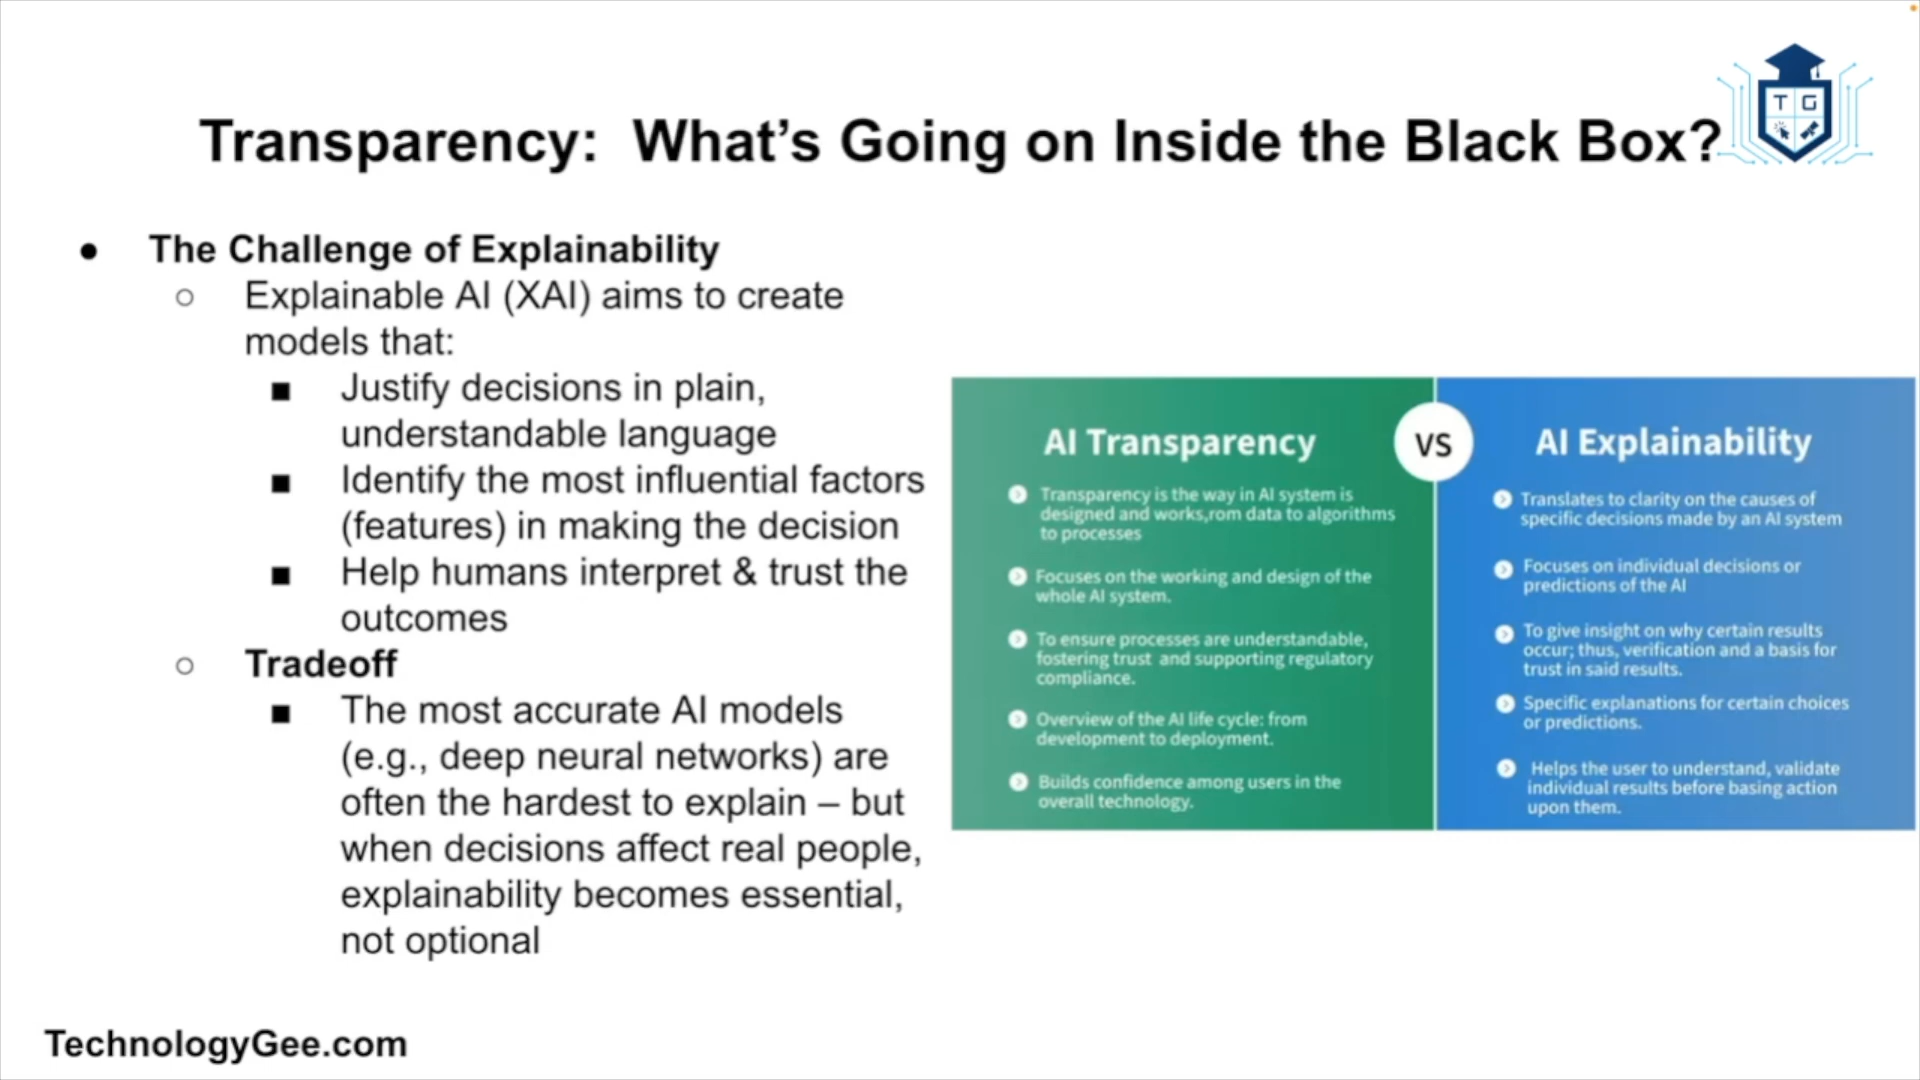 Transparency:  What's Going on Inside the Black Box?
T G
● The Challenge of Explainability
○ Explainable AI (XAI) aims to create
models that:
■ Justify decisions in plain,
understandable language
■ Identify the most influential factors
(features) in making the decision
■ Help humans interpret & trust the
outcomes
○ Tradeoff
■ The most accurate AI models
(e.g., deep neural networks) are
often the hardest to explain – but
when decisions affect real people,
explainability becomes essential,
not optional
AI Transparency
Transparency is the way in AI system is
designed and works,rom data to algorithms
to processes
Focuses on the working and design of the
whole AI system.
To ensure processes are understandable,
fostering trust and supporting regulatory
compliance.
Overview of the AI life cycle: from
development to deployment.
Builds confidence among users in the
overall technology.
VS
AI Explainability
Translates to clarity on the causes of
specific decisions made by an AI system
Focuses on individual decisions or
predictions of the AI
To give insight on why certain results
occur; thus, verification and a basis for
trust in said results.
Specific explanations for certain choices
or predictions.
Helps the user to understand, validate
individual results before basing action
upon them.
TechnologyGee.com